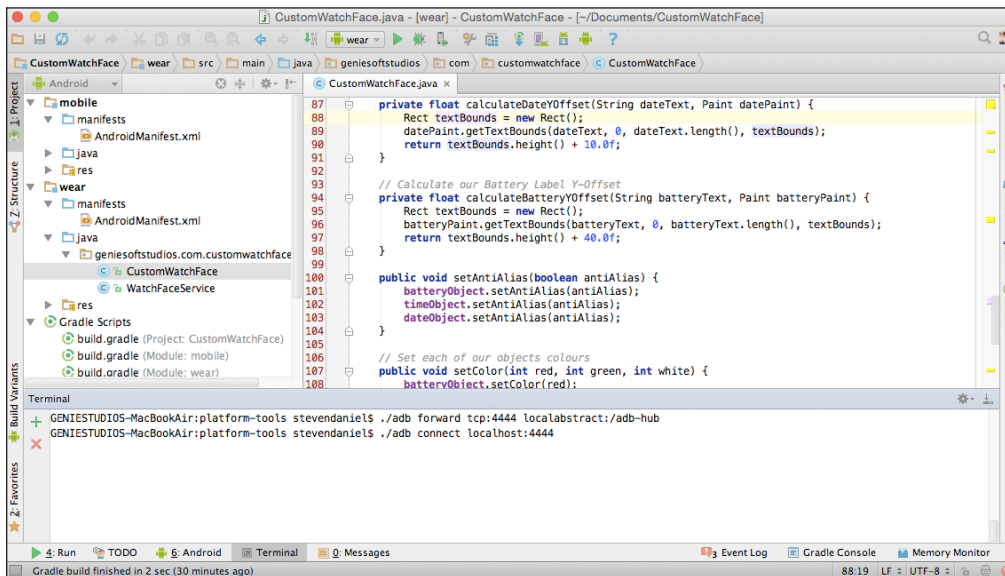 CustomWatchFace.java - [wear] - CustomWatchFace - [~/Documents/CustomWatchFace]
wear
?
CustomWatchFace wear src main java geniesoftstudios com customwatchface CustomWatchFace
1: Project
Z: Structure
Build Variants
2: Favorites
Android
mobile
manifests
AndroidManifest.xml
java
res
wear
manifests
AndroidManifest.xml
java
geniesoftstudios.com.customwatchface
CustomWatchFace
WatchFaceService
res
Gradle Scripts
build.gradle (Project: CustomWatchFace)
build.gradle (Module: mobile)
build.gradle (Module: wear)
CustomWatchFace.java ×
87 private float calculateDateYOffset(String dateText, Paint datePaint) {
88 Rect textBounds = new Rect();
89 datePaint.getTextBounds(dateText, 0, dateText.length(), textBounds);
90 return textBounds.height() + 10.0f;
91 }
92
93 // Calculate our Battery Label Y-Offset
94 private float calculateBatteryYOffset(String batteryText, Paint batteryPaint) {
95 Rect textBounds = new Rect();
96 batteryPaint.getTextBounds(batteryText, 0, batteryText.length(), textBounds);
97 return textBounds.height() + 40.0f;
98 }
99
100 public void setAntiAlias(boolean antiAlias) {
101 batteryObject.setAntiAlias(antiAlias);
102 timeObject.setAntiAlias(antiAlias);
103 dateObject.setAntiAlias(antiAlias);
104 }
105
106 // Set each of our objects colours
107 public void setColor(int red, int green, int white) {
108 batteryObject.setColor(red);
Terminal
GENIESTUDIOS-MacBookAir:platform-tools stevendaniel$ ./adb forward tcp:4444 localabstract:/adb-hub
GENIESTUDIOS-MacBookAir:platform-tools stevendaniel$ ./adb connect localhost:4444
4: Run TODO 6: Android Terminal 0: Messages 3 Event Log Gradle Console Memory Monitor
Gradle build finished in 2 sec (30 minutes ago) 88:19 LF UTF-8